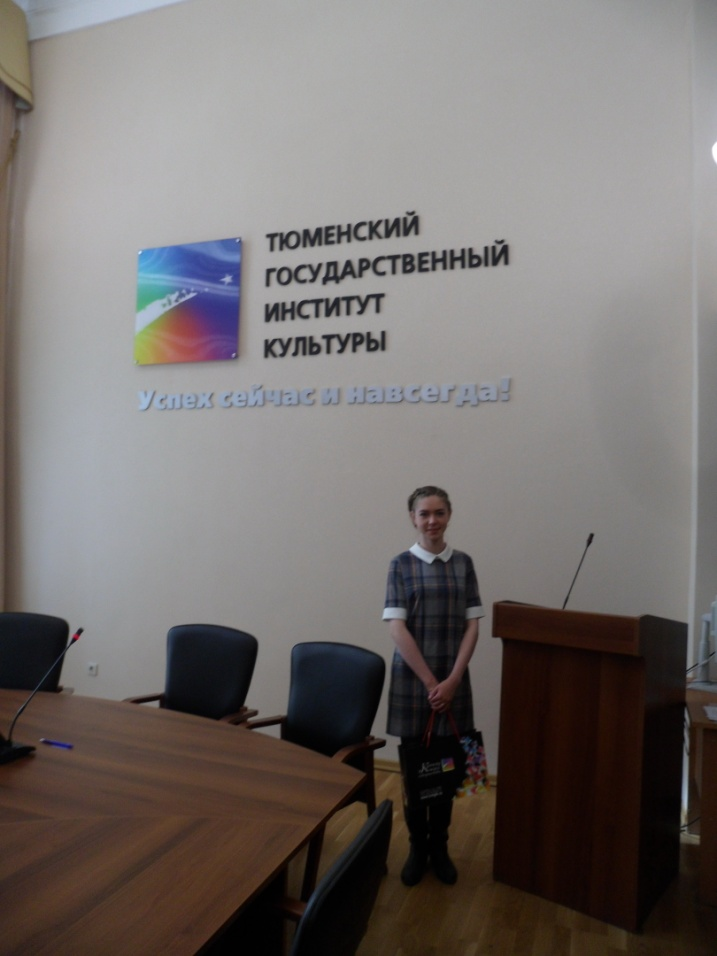 ТЮМЕНСКИЙ
ГОСУДАРСТВЕННЫЙ
ИНСТИТУТ
КУЛЬТУРЫ
Успех сейчас и навсегда!